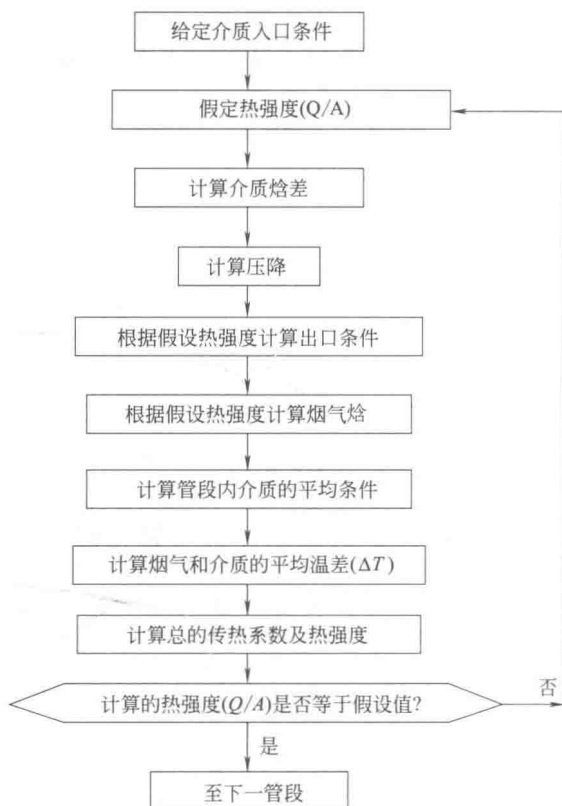 给定介质入口条件
假定热强度(Q/A)
计算介质焓差
计算压降
根据假设热强度计算出口条件
根据假设热强度计算烟气焓
计算管段内介质的平均条件
计算烟气和介质的平均温差(ΔT)
计算总的传热系数及热强度
计算的热强度(Q/A)是否等于假设值?
否
是
至下一管段